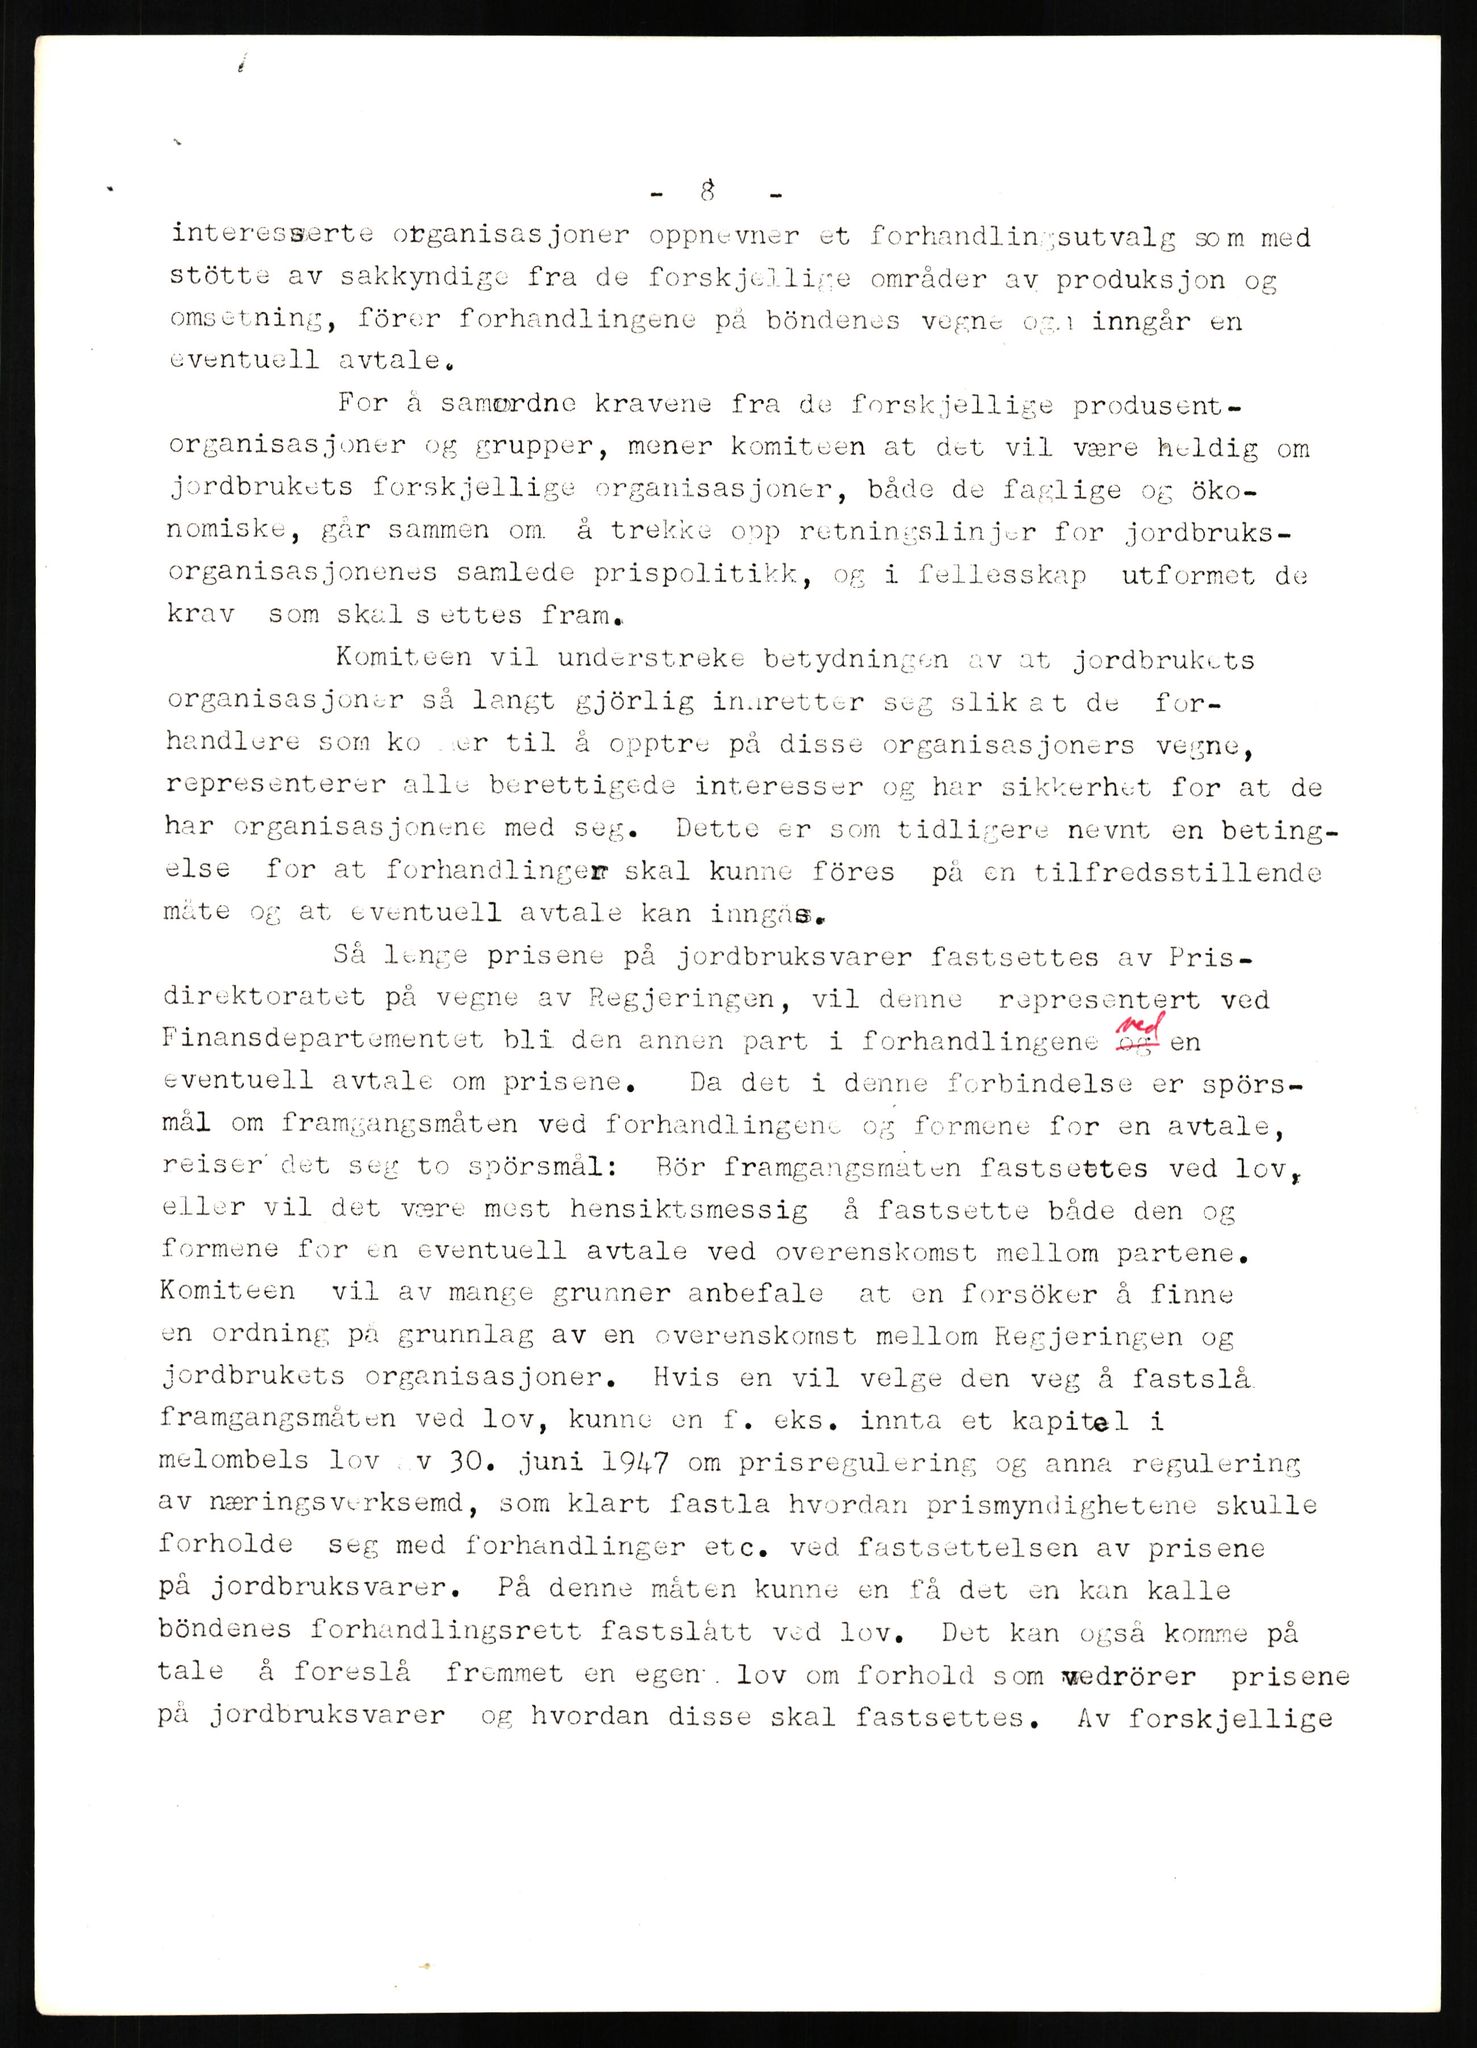 - 8 -
interesserte organisasjoner oppnevner et forhandlingsutvalg som med
stötte av sakkyndige fra de forskjellige områder av produksjon og
omsetning, förer forhandlingene på böndenes vegne og inngår en
eventuell avtale.
For å samordne kravene fra de forskjellige produsent-
organisasjoner og grupper, mener komiteen at det vil være heldig om
jordbrukets forskjellige organisasjoner, både de faglige og öko-
nomiske, går sammen om å trekke opp retningslinjer for jordbruks-
organisasjonenes samlede prispolitikk, og i fellesskap utformet de
krav som skal settes fram.
Komiteen vil understreke betydningen av at jordbrukets
organisasjoner så langt gjörlig innretter seg slik at de for-
handlere som kommer til å opptre på disse organisasjoners vegne,
representerer alle berettigede interesser og har sikkerhet for at de
har organisasjonene med seg. Dette er som tidligere nevnt en beting-
else for at forhandlinger skal kunne föres på en tilfredsstillende
måte og at eventuell avtale kan inngås.
Så lenge prisene på jordbruksvarer fastsettes av Pris-
direktoratet på vegne av Regjeringen, vil denne representert ved
ved
Finansdepartementet bli den annen part i forhandlingene og en
eventuell avtale om prisene. Da det i denne forbindelse er spörs-
mål om framgangsmåten ved forhandlingene og formene for en avtale,
reiser det seg to spörsmål: Bör framgangsmåten fastsettes ved lov,
eller vil det være mest hensiktsmessig å fastsette både den og
formene for en eventuell avtale ved overenskomst mellom partene.
Komiteen vil av mange grunner anbefale at en forsöker å finne
en ordning på grunnlag av en overenskomst mellom Regjeringen og
jordbrukets organisasjoner. Hvis en vil velge den veg å fastslå
framgangsmåten ved lov, kunne en f. eks. innta et kapitel i
melombels lov av 30. juni 1947 om prisregulering og anna regulering
av næringsverksemd, som klart fastla hvordan prismyndighetene skulle
forholde seg med forhandlinger etc. ved fastsettelsen av prisene
på jordbruksvarer. På denne måten kunne en få det en kan kalle
böndenes forhandlingsrett fastslått ved lov. Det kan også komme på
tale å foreslå fremmet en egen lov om forhold som vedrörer prisene
på jordbruksvarer og hvordan disse skal fastsettes. Av forskjellige